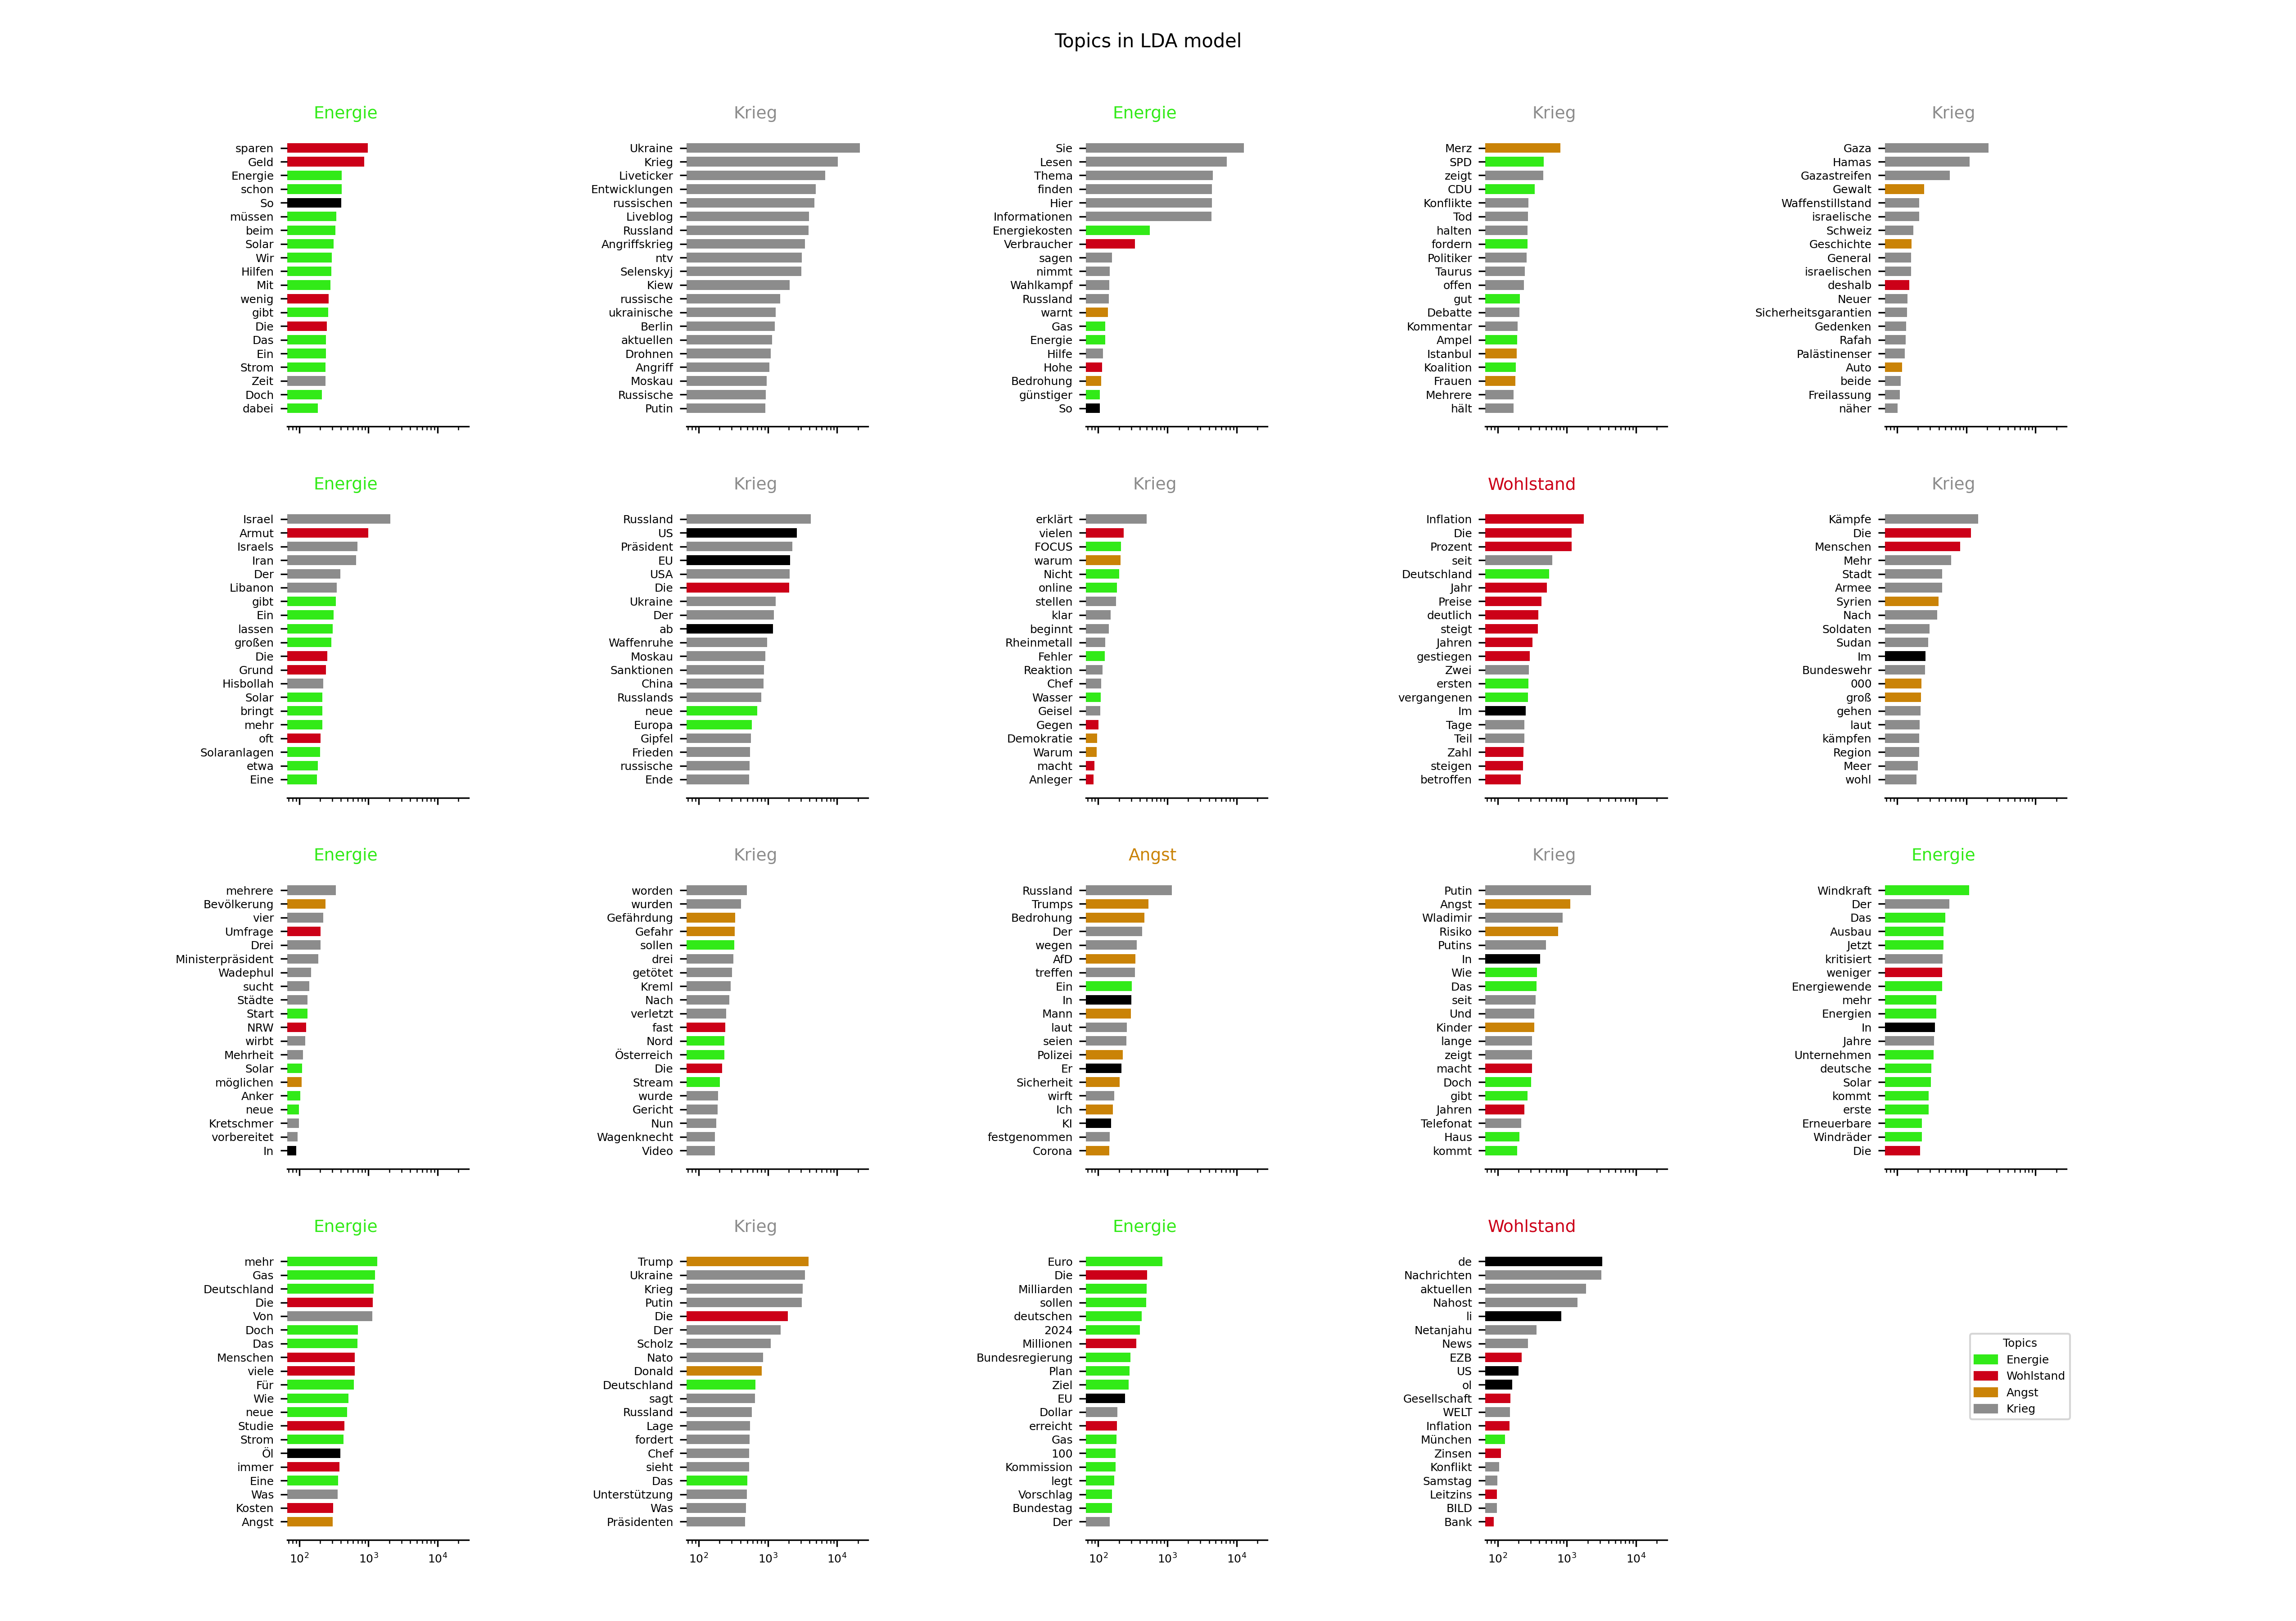 Topics in LDA model
Energie
sparen
Geld
Energie
schon
So
müssen
beim
Solar
Wir
Hilfen
Mit
wenig
gibt
Die
Das
Ein
Strom
Zeit
Doch
dabei
Krieg
Ukraine
Krieg
Liveticker
Entwicklungen
russischen
Liveblog
Russland
Angriffskrieg
ntv
Selenskyj
Kiew
russische
ukrainische
Berlin
aktuellen
Drohnen
Angriff
Moskau
Russische
Putin
Energie
Sie
Lesen
Thema
finden
Hier
Informationen
Energiekosten
Verbraucher
sagen
nimmt
Wahlkampf
Russland
warnt
Gas
Energie
Hilfe
Hohe
Bedrohung
günstiger
So
Krieg
Merz
SPD
zeigt
CDU
Konflikte
Tod
halten
fordern
Politiker
Taurus
offen
gut
Debatte
Kommentar
Ampel
Istanbul
Koalition
Frauen
Mehrere
hält
Krieg
Gaza
Hamas
Gazastreifen
Gewalt
Waffenstillstand
israelische
Schweiz
Geschichte
General
israelischen
deshalb
Neuer
Sicherheitsgarantien
Gedenken
Rafah
Palästinenser
Auto
beide
Freilassung
näher
Energie
Israel
Armut
Israels
Iran
Der
Libanon
gibt
Ein
lassen
großen
Die
Grund
Hisbollah
Solar
bringt
mehr
oft
Solaranlagen
etwa
Eine
Krieg
Russland
US
Präsident
EU
USA
Die
Ukraine
Der
ab
Waffenruhe
Moskau
Sanktionen
China
Russlands
neue
Europa
Gipfel
Frieden
russische
Ende
Krieg
erklärt
vielen
FOCUS
warum
Nicht
online
stellen
klar
beginnt
Rheinmetall
Fehler
Reaktion
Chef
Wasser
Geisel
Gegen
Demokratie
Warum
macht
Anleger
Wohlstand
Inflation
Die
Prozent
seit
Deutschland
Jahr
Preise
deutlich
steigt
Jahren
gestiegen
Zwei
ersten
vergangenen
Im
Tage
Teil
Zahl
steigen
betroffen
Krieg
Kämpfe
Die
Menschen
Mehr
Stadt
Armee
Syrien
Nach
Soldaten
Sudan
Im
Bundeswehr
000
groß
gehen
laut
kämpfen
Region
Meer
wohl
Energie
mehrere
Bevölkerung
vier
Umfrage
Drei
Ministerpräsident
Wadephul
sucht
Städte
Start
NRW
wirbt
Mehrheit
Solar
möglichen
Anker
neue
Kretschmer
vorbereitet
In
Krieg
worden
wurden
Gefährdung
Gefahr
sollen
drei
getötet
Kreml
Nach
verletzt
fast
Nord
Österreich
Die
Stream
wurde
Gericht
Nun
Wagenknecht
Video
Angst
Russland
Trumps
Bedrohung
Der
wegen
AfD
treffen
Ein
In
Mann
laut
seien
Polizei
Er
Sicherheit
wirft
Ich
KI
festgenommen
Corona
Krieg
Putin
Angst
Wladimir
Risiko
Putins
In
Wie
Das
seit
Und
Kinder
lange
zeigt
macht
Doch
gibt
Jahren
Telefonat
Haus
kommt
Energie
Windkraft
Der
Das
Ausbau
Jetzt
kritisiert
weniger
Energiewende
mehr
Energien
In
Jahre
Unternehmen
deutsche
Solar
kommt
erste
Erneuerbare
Windräder
Die
Energie
mehr
Gas
Deutschland
Die
Von
Doch
Das
Menschen
viele
Für
Wie
neue
Studie
Strom
Öl
immer
Eine
Was
Kosten
Angst
10² 10³ 10⁴
Krieg
Trump
Ukraine
Krieg
Putin
Die
Der
Scholz
Nato
Donald
Deutschland
sagt
Russland
Lage
fordert
Chef
sieht
Das
Unterstützung
Was
Präsidenten
10² 10³ 10⁴
Energie
Euro
Die
Milliarden
sollen
deutschen
2024
Millionen
Bundesregierung
Plan
Ziel
EU
Dollar
erreicht
Gas
100
Kommission
legt
Vorschlag
Bundestag
Der
10² 10³ 10⁴
Wohlstand
de
Nachrichten
aktuellen
Nahost
li
Netanjahu
News
EZB
US
ol
Gesellschaft
WELT
Inflation
München
Zinsen
Konflikt
Samstag
Leitzins
BILD
Bank
10² 10³ 10⁴
Topics
Energie
Wohlstand
Angst
Krieg